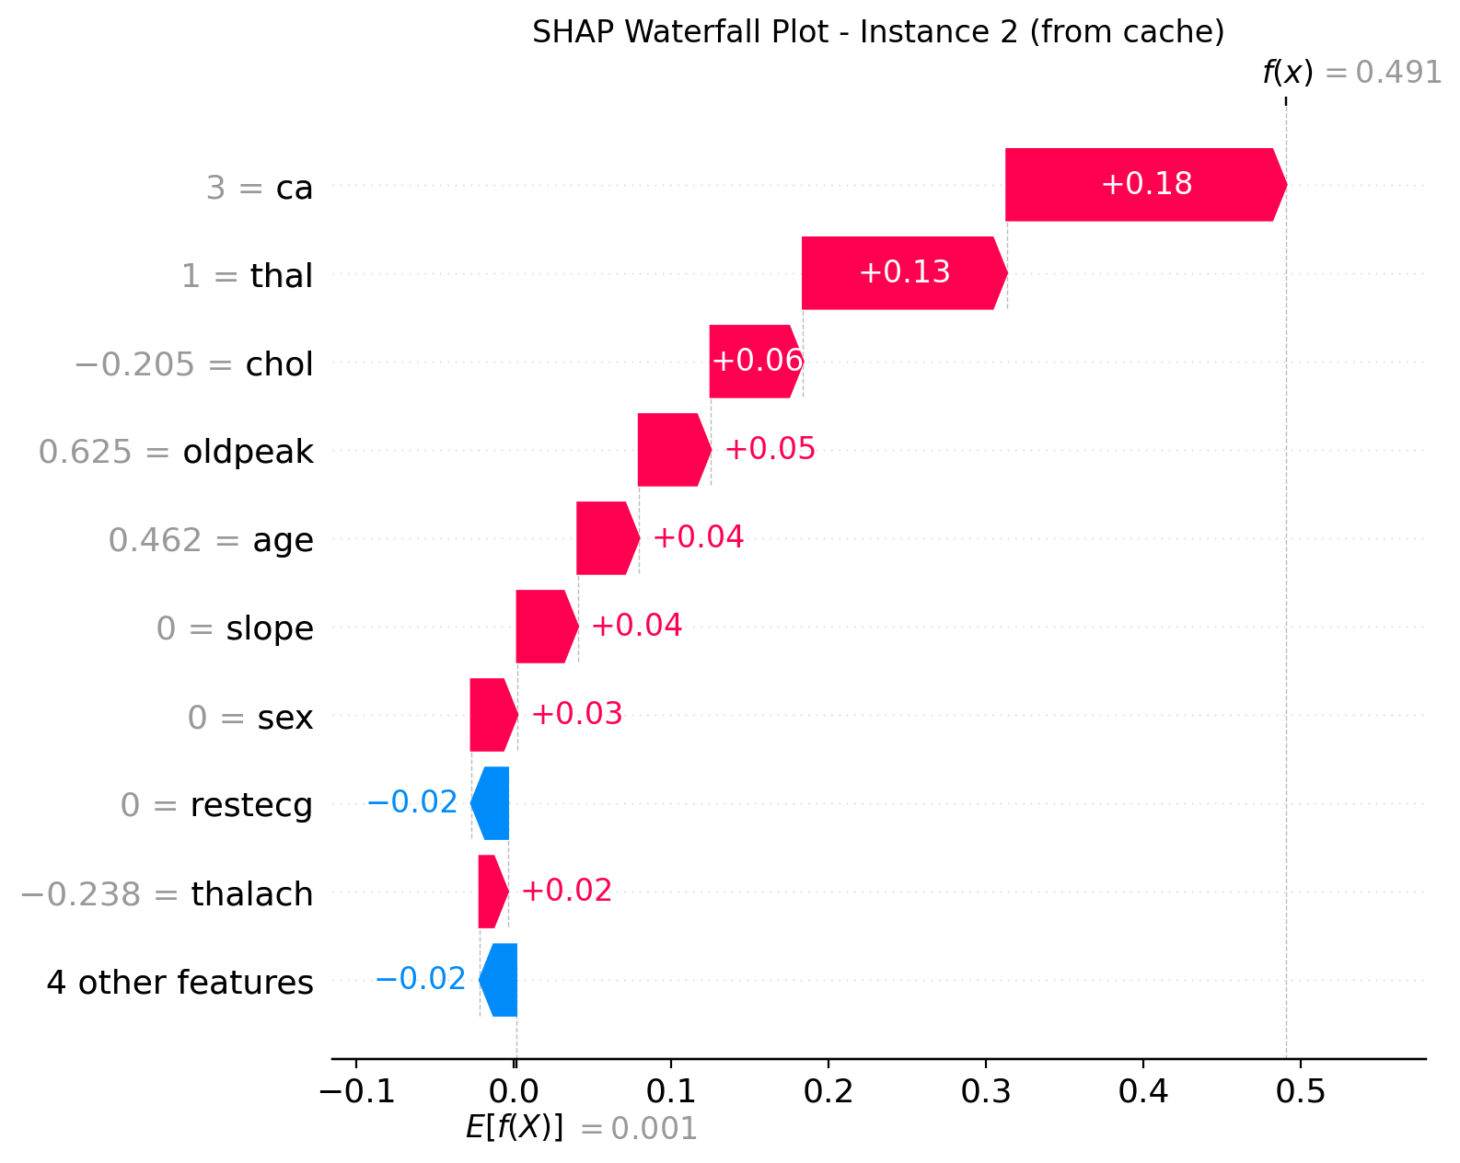 SHAP Waterfall Plot - Instance 2 (from cache)
f(x) = 0.491
3 = ca
+0.18
1 = thal
+0.13
−0.205 = chol
+0.06
0.625 = oldpeak
+0.05
0.462 = age
+0.04
0 = slope
+0.04
0 = sex
+0.03
0 = restecg
−0.02
−0.238 = thalach
+0.02
4 other features
−0.02
−0.1 0.0 0.1 0.2 0.3 0.4 0.5
E[f(X)] = 0.001